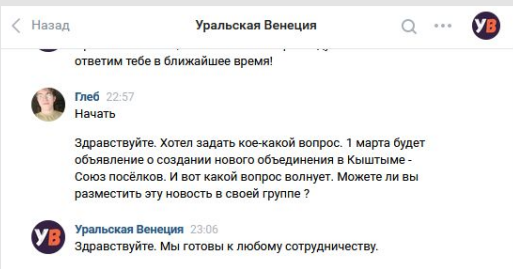 Назад
Уральская Венеция
УВ
ответим тебе в ближайшее время!
Глеб 22:57
Начать
Здравствуйте. Хотел задать кое-какой вопрос. 1 марта будет
объявление о создании нового объединения в Кыштыме -
Союз посёлков. И вот какой вопрос волнует. Можете ли вы
разместить эту новость в своей группе ?
УВ
Уральская Венеция 23:06
Здравствуйте. Мы готовы к любому сотрудничеству.